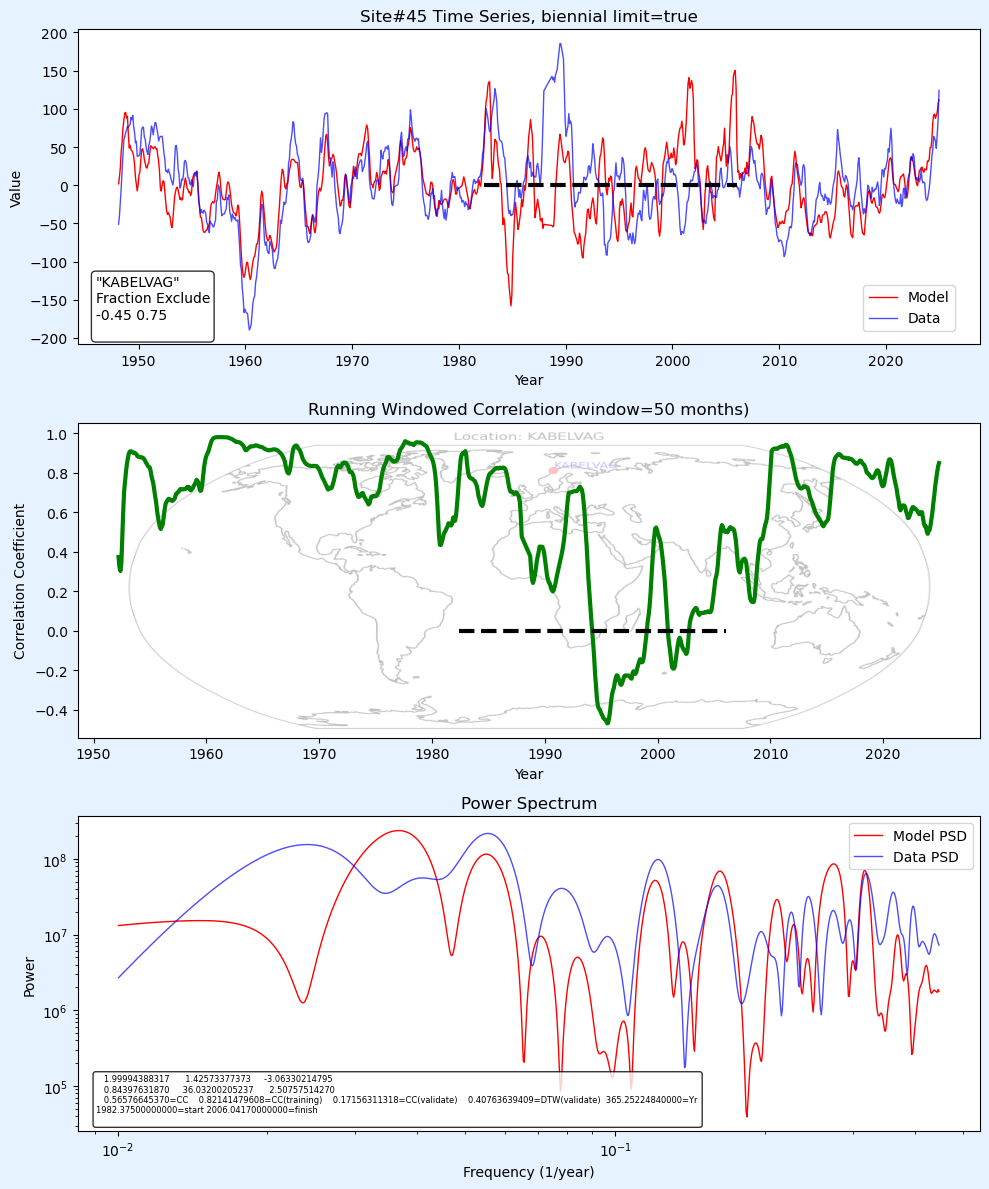 Site#45 Time Series, biennial limit=true
200
150
100
50
0
−50
−100
−150
−200
Value
"KABELVAG"
Fraction Exclude
-0.45 0.75
Model
Data
1950 1960 1970 1980 1990 2000 2010 2020
Year
Running Windowed Correlation (window=50 months)
1.0
0.8
0.6
0.4
0.2
0.0
−0.2
−0.4
Correlation Coefficient
Location: KABELVAG
KABELVAG
1950 1960 1970 1980 1990 2000 2010 2020
Year
Power Spectrum
10^8
10^7
10^6
10^5
Power
Model PSD
Data PSD
1.99994388317 1.42573377373 -3.06330214795
0.84397631870 36.03200205237 2.50757514270
0.56576645370=CC 0.82141479608=CC(training) 0.17156311318=CC(validate) 0.40763639409=DTW(validate) 365.25224840000=Yr
1982.37500000000=start 2006.04170000000=finish
10^−2 10^−1
Frequency (1/year)